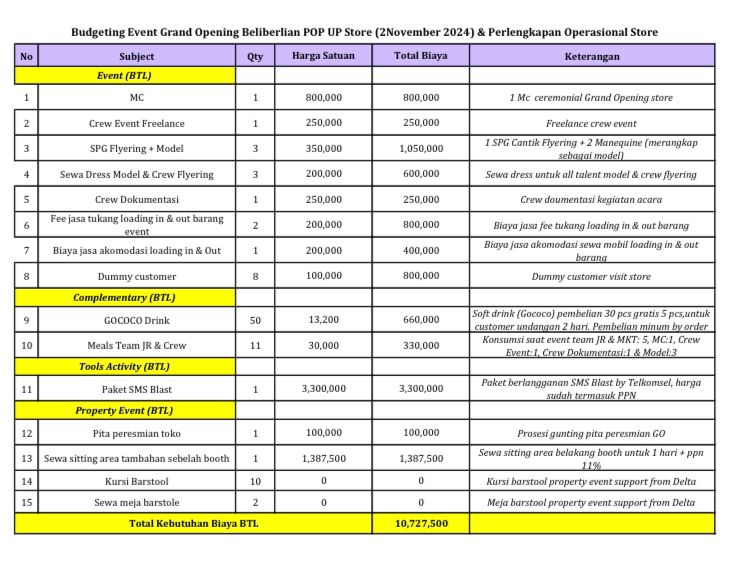 Budgeting Event Grand Opening Beliberlian POP UP Store (2November 2024) & Perlengkapan Operasional Store
No Subject Qty Harga Satuan Total Biaya Keterangan
Event (BTL)
1 MC 1 800,000 800,000 1 Mc ceremonial Grand Opening store
2 Crew Event Freelance 1 250,000 250,000 Freelance crew event
3 SPG Flyering + Model 3 350,000 1,050,000 1 SPG Cantik Flyering + 2 Manequine (merangkap
sebagai model)
4 Sewa Dress Model & Crew Flyering 3 200,000 600,000 Sewa dress untuk all talent model & crew flyering
5 Crew Dokumentasi 1 250,000 250,000 Crew doumentasi kegiatan acara
6 Fee jasa tukang loading in & out barang
event 2 200,000 800,000 Biaya jasa fee tukang loading in & out barang
7 Biaya jasa akomodasi loading in & Out 1 200,000 400,000 Biaya jasa akomodasi sewa mobil loading in & out
barang
8 Dummy customer 8 100,000 800,000 Dummy customer visit store
Complementary (BTL)
9 GOCOCO Drink 50 13,200 660,000 Soft drink (Gococo) pembelian 30 pcs gratis 5 pcs,untuk
customer undangan 2 hari. Pembelian minum by order
10 Meals Team JR & Crew 11 30,000 330,000 Konsumsi saat event team JR & MKT: 5, MC:1, Crew
Event:1, Crew Dokumentasi:1 & Model:3
Tools Activity (BTL)
11 Paket SMS Blast 1 3,300,000 3,300,000 Paket berlangganan SMS Blast by Telkomsel, harga
sudah termasuk PPN
Property Event (BTL)
12 Pita peresmian toko 1 100,000 100,000 Prosesi gunting pita peresmian GO
13 Sewa sitting area tambahan sebelah booth 1 1,387,500 1,387,500 Sewa sitting area belakang booth untuk 1 hari + ppn
11%
14 Kursi Barstool 10 0 0 Kursi barstool property event support from Delta
15 Sewa meja barstole 2 0 0 Meja barstool property event support from Delta
Total Kebutuhan Biaya BTL 10,727,500